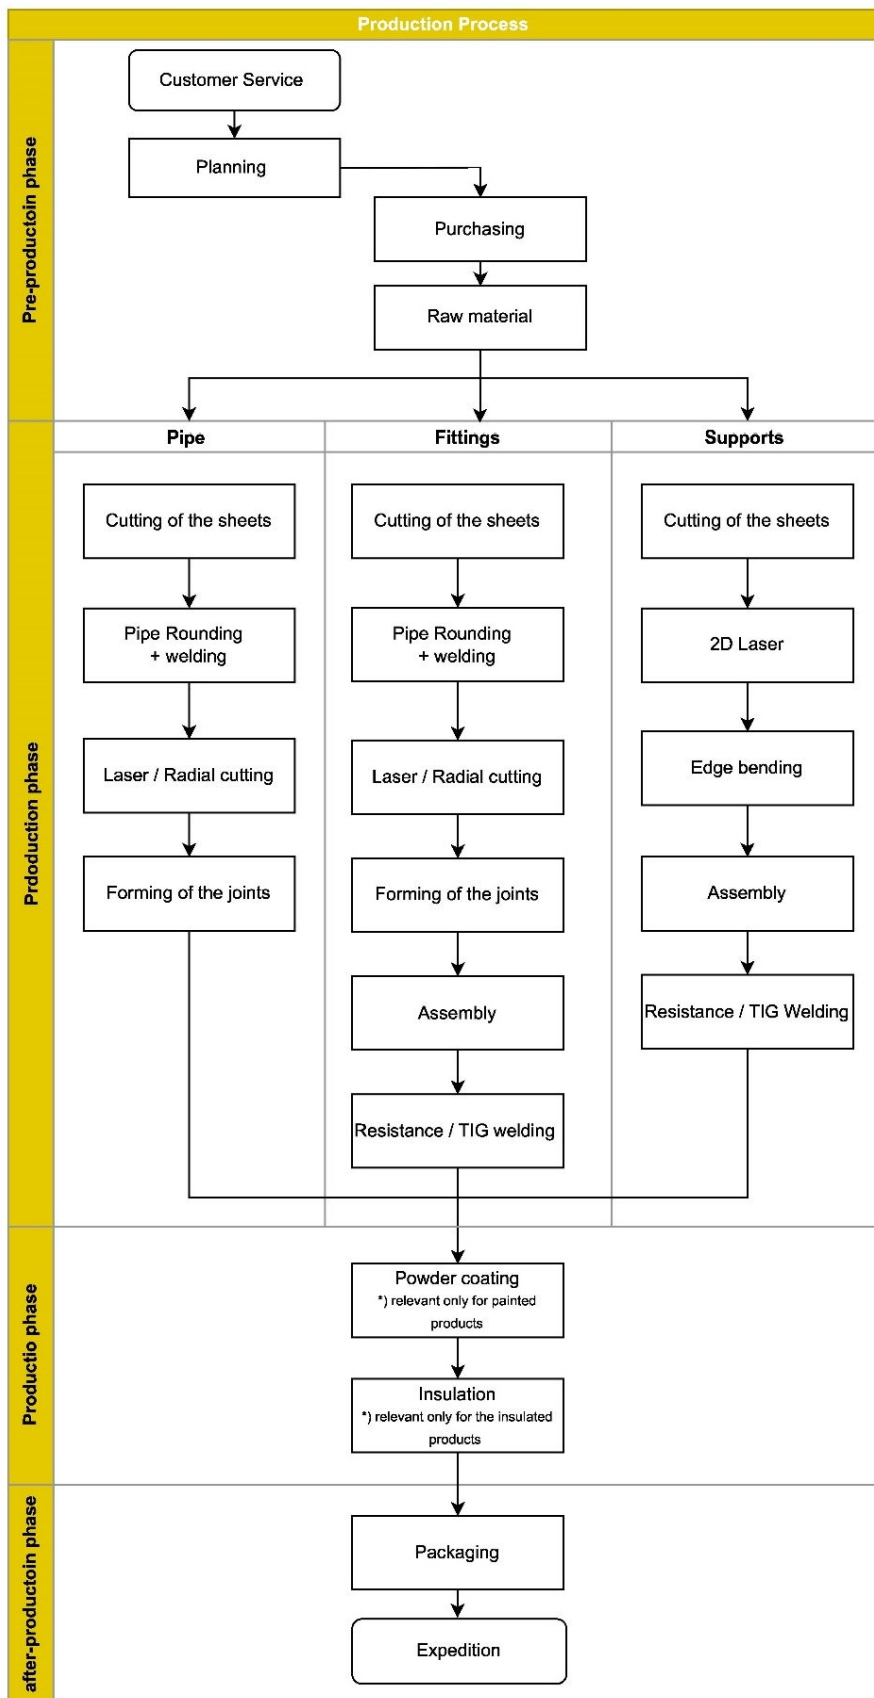 Production Process
Pre-productoin phase
Customer Service
Planning
Purchasing
Raw material
Prdoduction phase
Pipe
Fittings
Supports
Cutting of the sheets
Pipe Rounding
+ welding
Laser / Radial cutting
Forming of the joints
Cutting of the sheets
Pipe Rounding
+ welding
Laser / Radial cutting
Forming of the joints
Assembly
Resistance / TIG welding
Cutting of the sheets
2D Laser
Edge bending
Assembly
Resistance / TIG Welding
Productio phase
Powder coating
*) relevant only for painted
products
Insulation
*) relevant only for the insulated
products
after-productoin phase
Packaging
Expedition